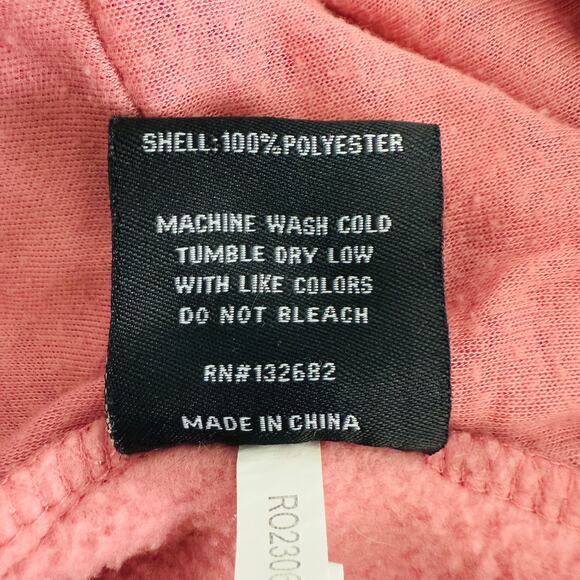 SHELL:100%POLYESTER
MACHINE WASH COLD
TUMBLE DRY LOW
WITH LIKE COLORS
DO NOT BLEACH
RN#132682
MADE IN CHINA